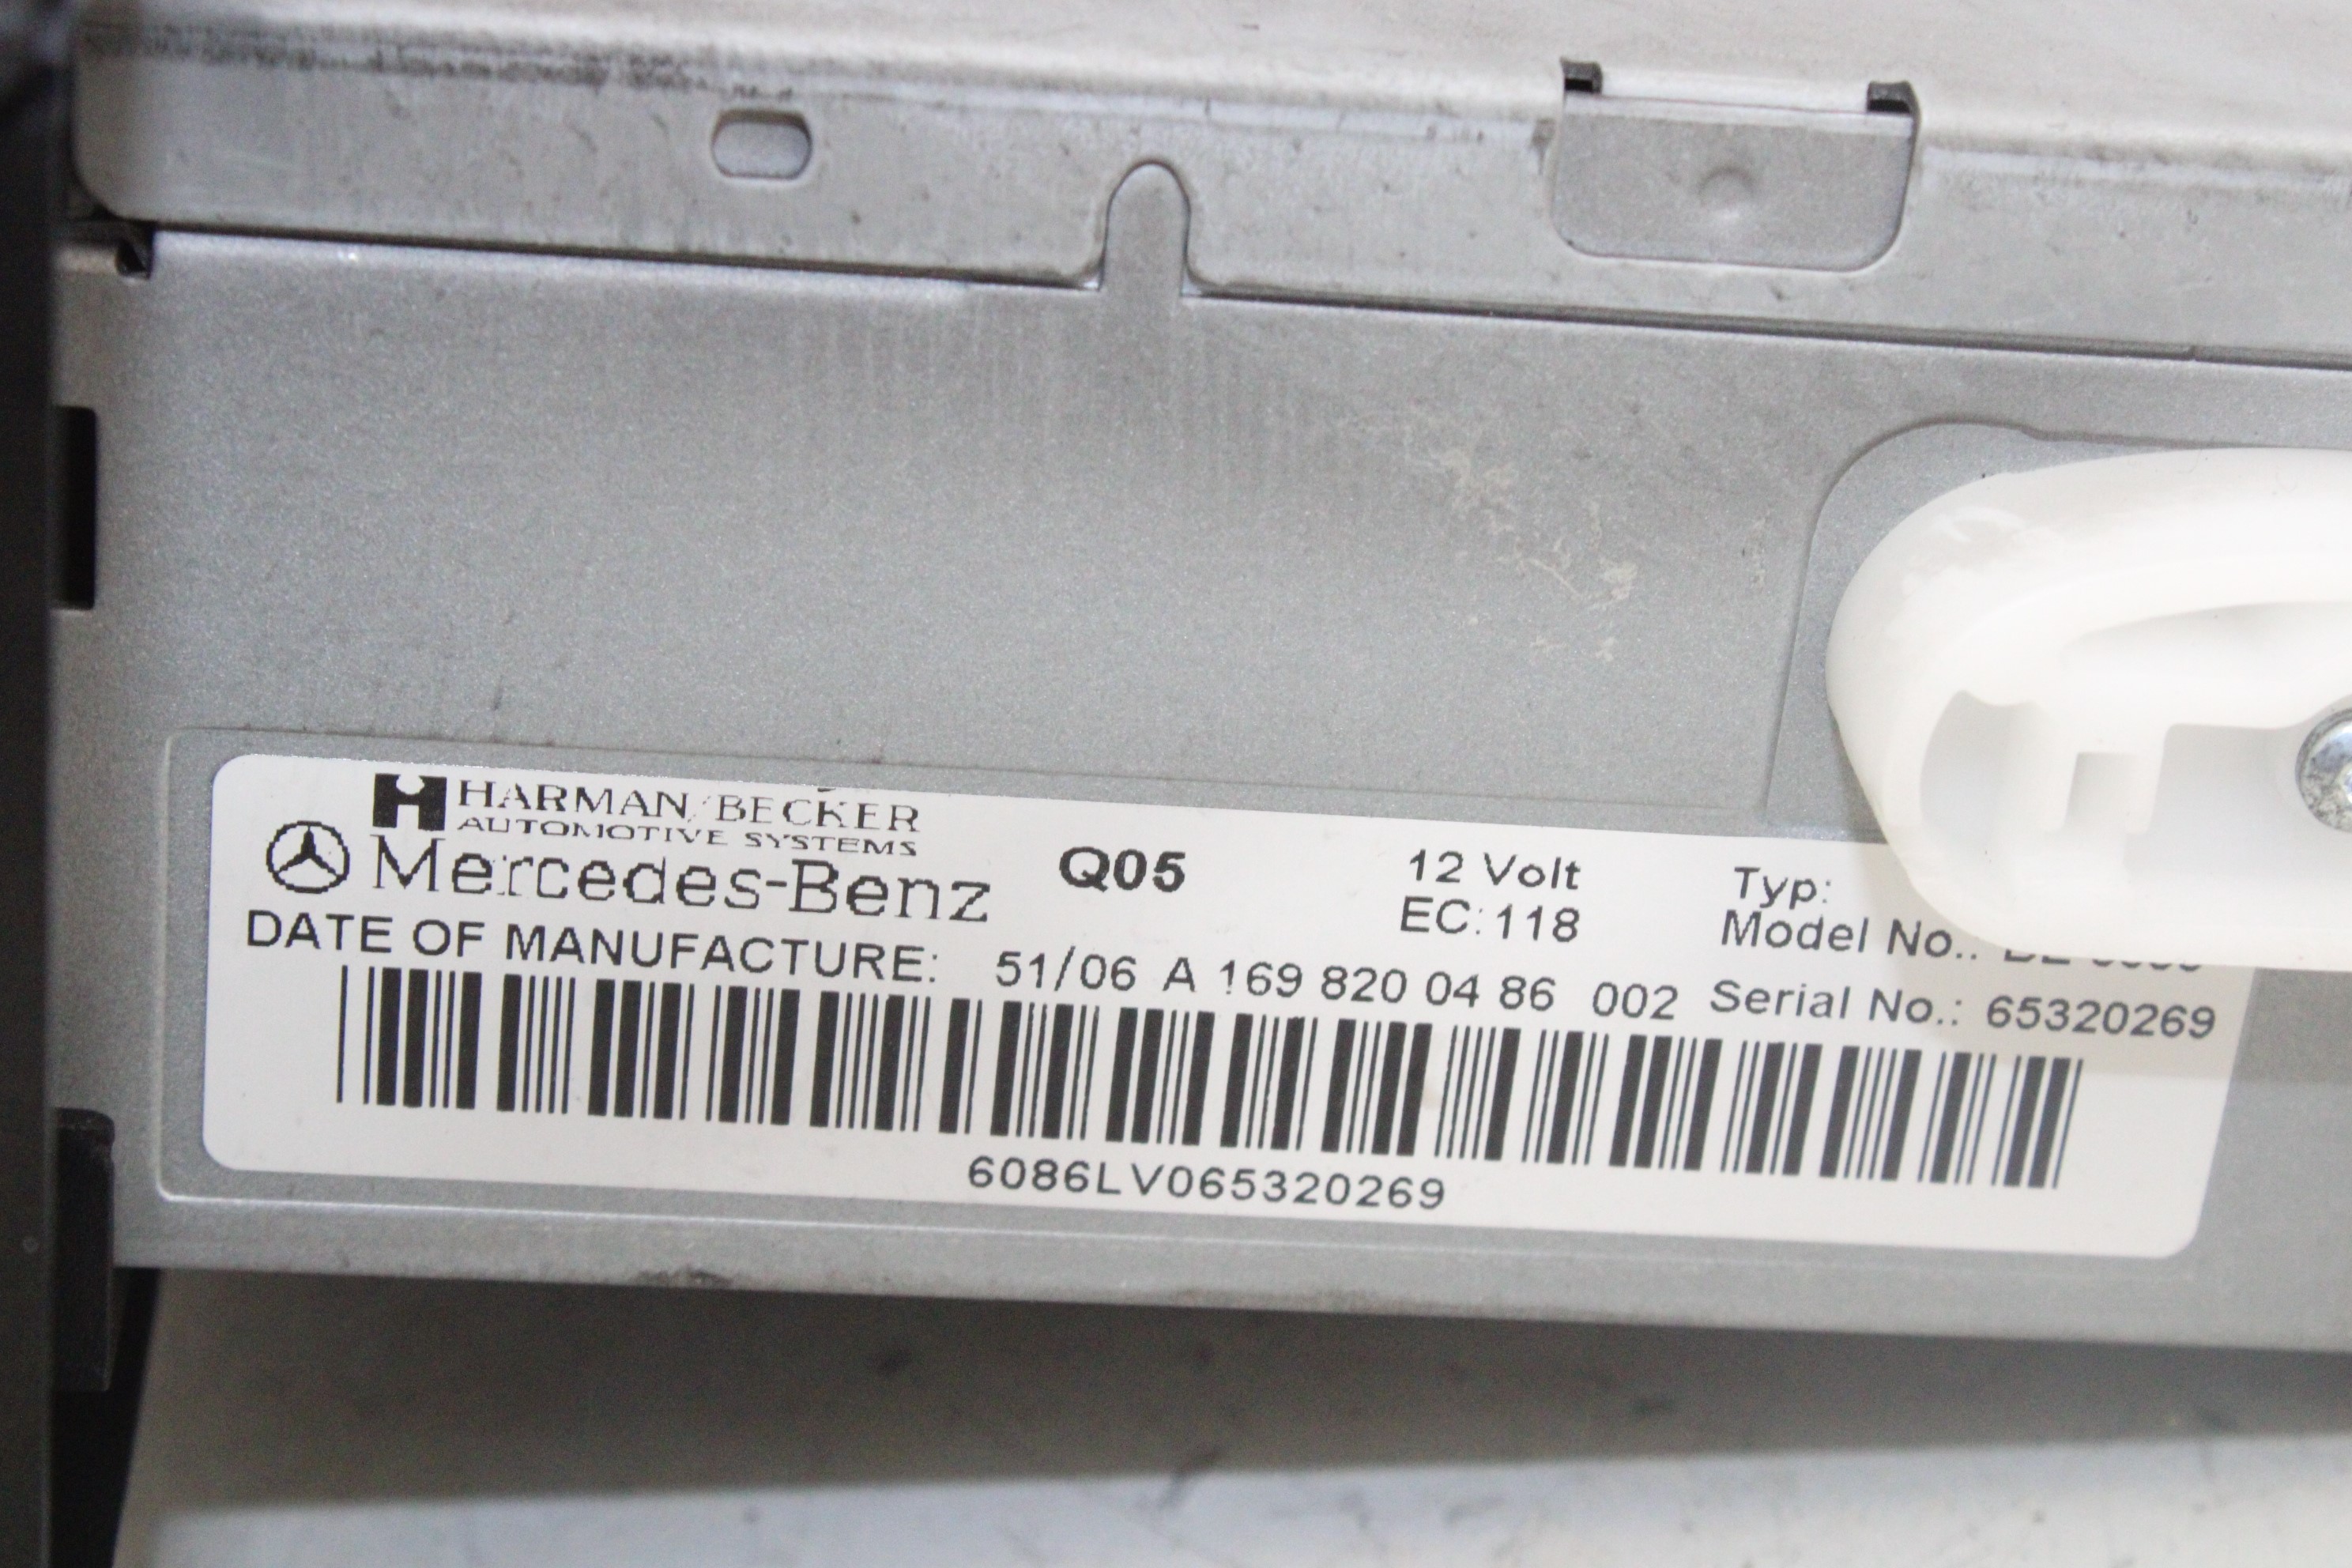 HARMAN/BECKER
AUTOMOTIVE SYSTEMS
Mercedes-Benz
Q05
12 Volt
EC:118
Typ:
Model No.:
DATE OF MANUFACTURE: 51/06 A 169 820 04 86 002 Serial No.: 65320269
6086LV065320269